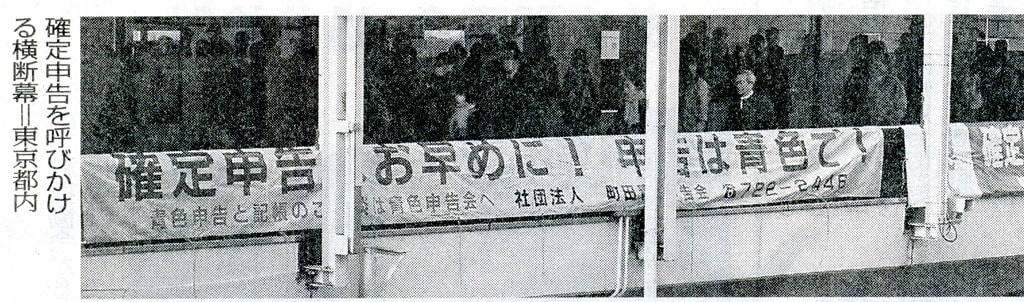 確定申告を呼びかけ
る横断幕＝東京都内
確定申告 お早めに！ 申告は青色で！
青色申告と記帳のご は青色申告会へ 社団法人 町田 告会 ☎722-2446
確定